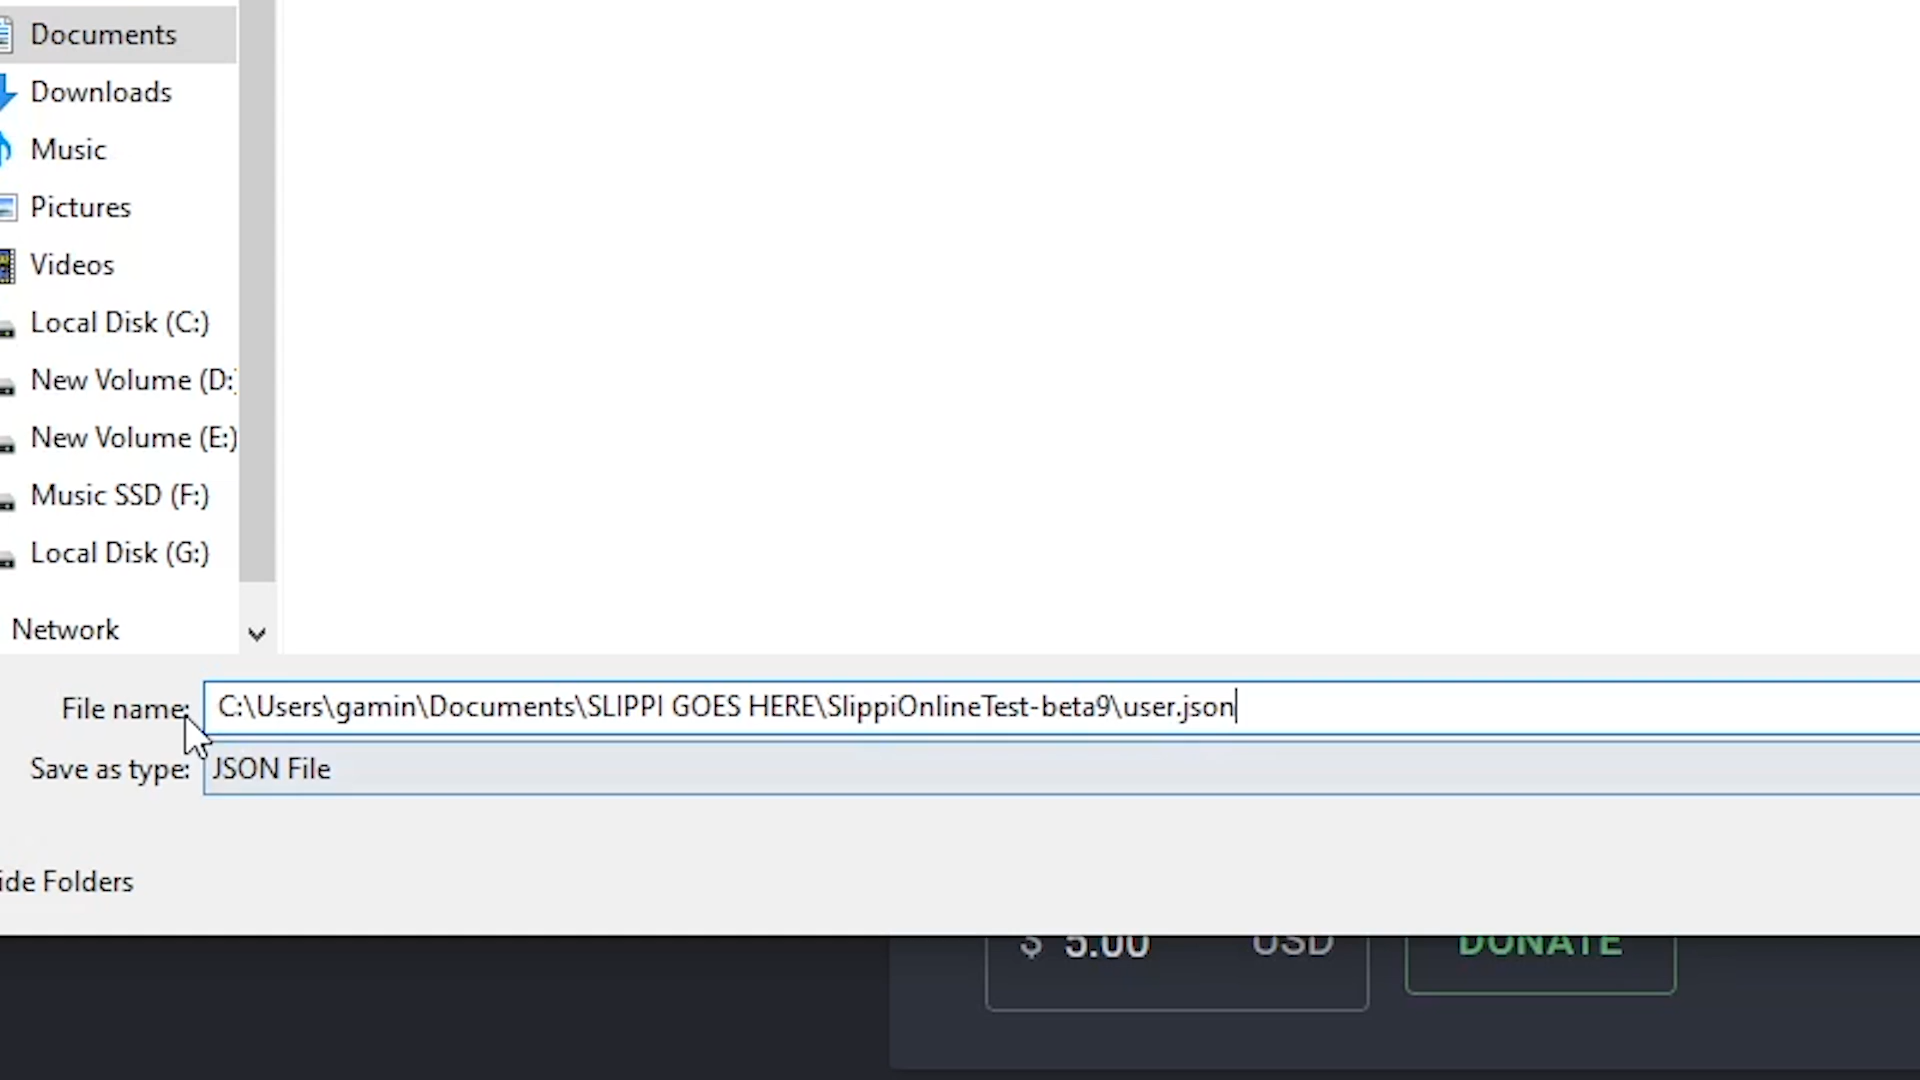 Documents
Downloads
Music
Pictures
Videos
Local Disk (C:)
New Volume (D:
New Volume (E:)
Music SSD (F:)
Local Disk (G:)
Network
File name: C:\Users\gamin\Documents\SLIPPI GOES HERE\SlippiOnlineTest-beta9\user.json
Save as type: JSON File
ide Folders
$ 5.00 USD DONATE